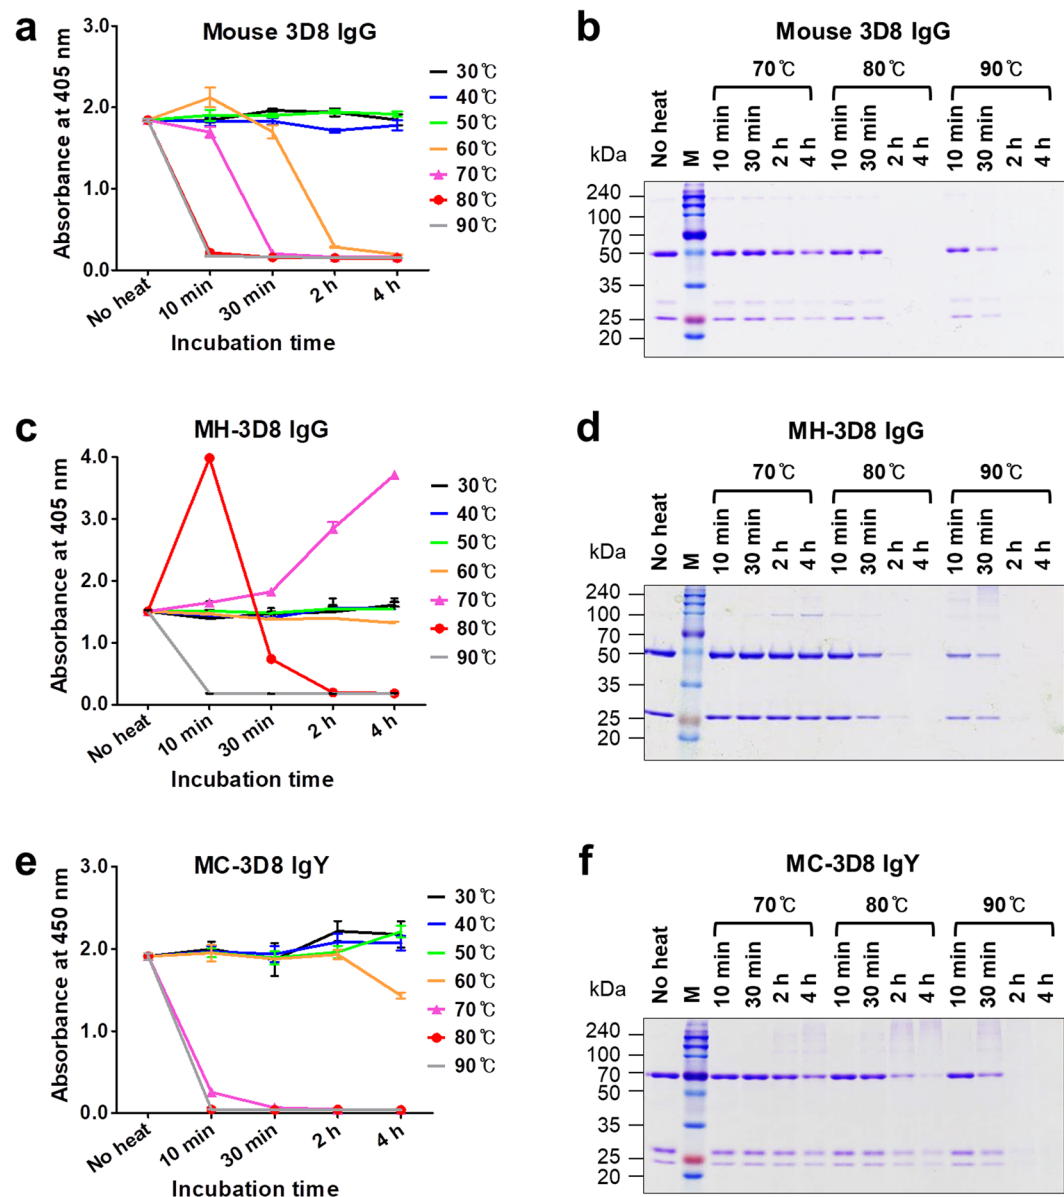 a
Mouse 3D8 IgG
Absorbance at 405 nm
3.0
2.0
1.0
0.0
No heat
10 min
30 min
2 h
4 h
Incubation time
30℃
40℃
50℃
60℃
70℃
80℃
90℃
b
Mouse 3D8 IgG
70℃
80℃
90℃
kDa
No heat
M
10 min
30 min
2 h
4 h
10 min
30 min
2 h
4 h
10 min
30 min
2 h
4 h
240
100
70
50
35
25
20
c
MH-3D8 IgG
Absorbance at 405 nm
4.0
3.0
2.0
1.0
0.0
No heat
10 min
30 min
2 h
4 h
Incubation time
30℃
40℃
50℃
60℃
70℃
80℃
90℃
d
MH-3D8 IgG
70℃
80℃
90℃
kDa
No heat
M
10 min
30 min
2 h
4 h
10 min
30 min
2 h
4 h
10 min
30 min
2 h
4 h
240
100
70
50
35
25
20
e
MC-3D8 IgY
Absorbance at 450 nm
3.0
2.0
1.0
0.0
No heat
10 min
30 min
2 h
4 h
Incubation time
30℃
40℃
50℃
60℃
70℃
80℃
90℃
f
MC-3D8 IgY
70℃
80℃
90℃
kDa
No heat
M
10 min
30 min
2 h
4 h
10 min
30 min
2 h
4 h
10 min
30 min
2 h
4 h
240
100
70
50
35
25
20